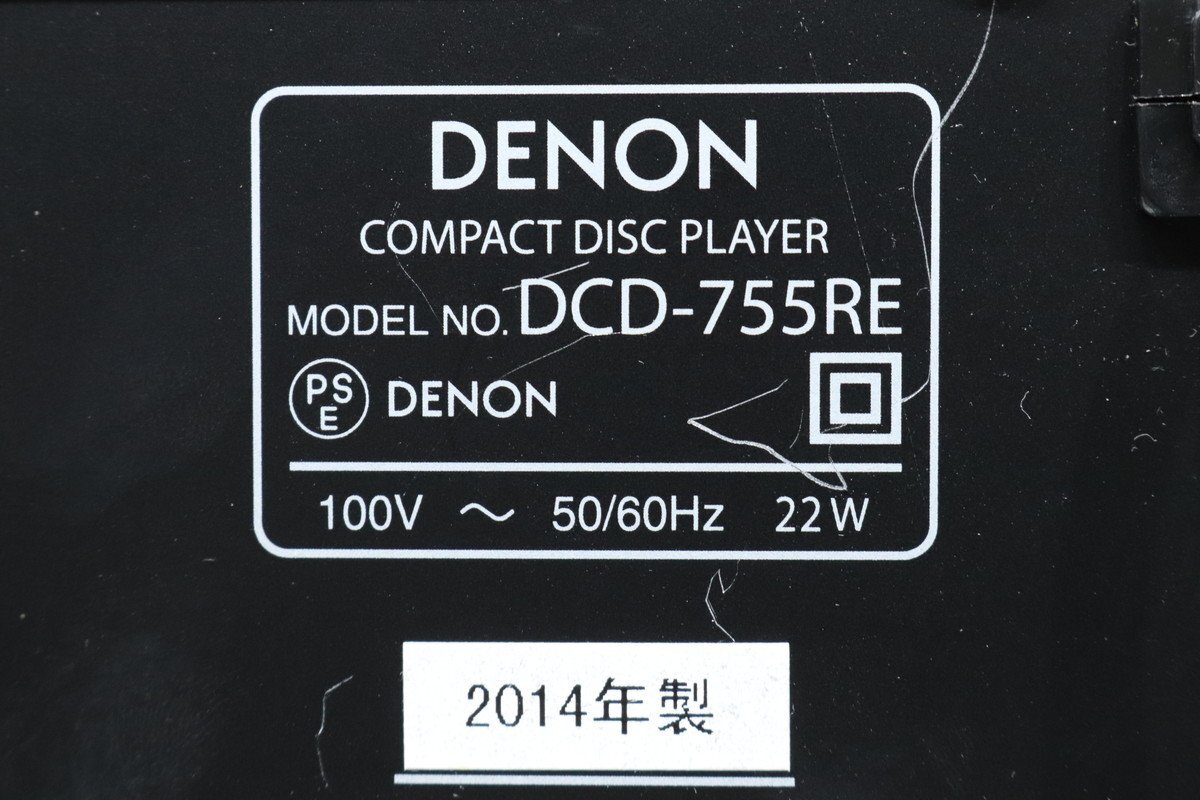 DENON
COMPACT DISC PLAYER
MODEL NO. DCD-755RE
PSE DENON
100V ～ 50/60Hz 22W
2014年製